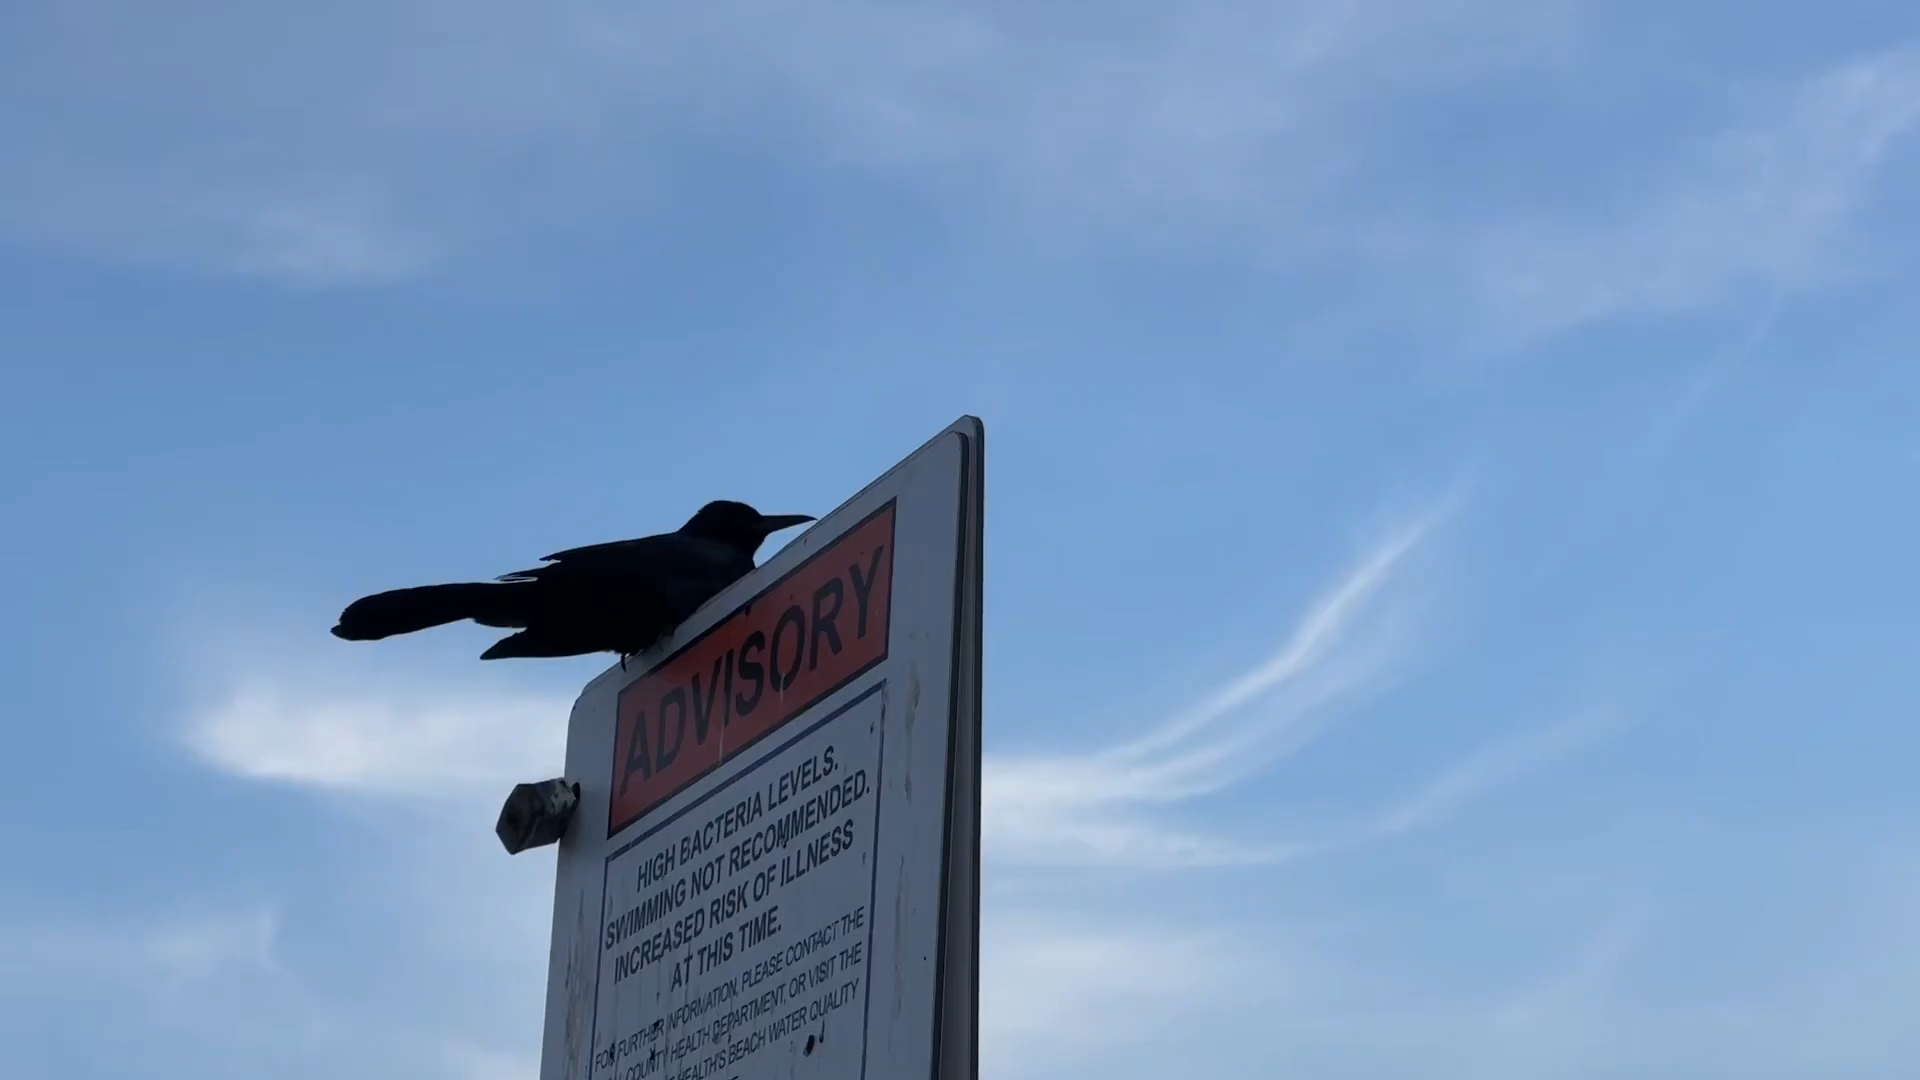 ADVISORY
HIGH BACTERIA LEVELS.
SWIMMING NOT RECOMMENDED.
INCREASED RISK OF ILLNESS
AT THIS TIME.
FOR FURTHER INFORMATION, PLEASE CONTACT THE
COUNTY HEALTH DEPARTMENT, OR VISIT THE
HEALTH'S BEACH WATER QUALITY